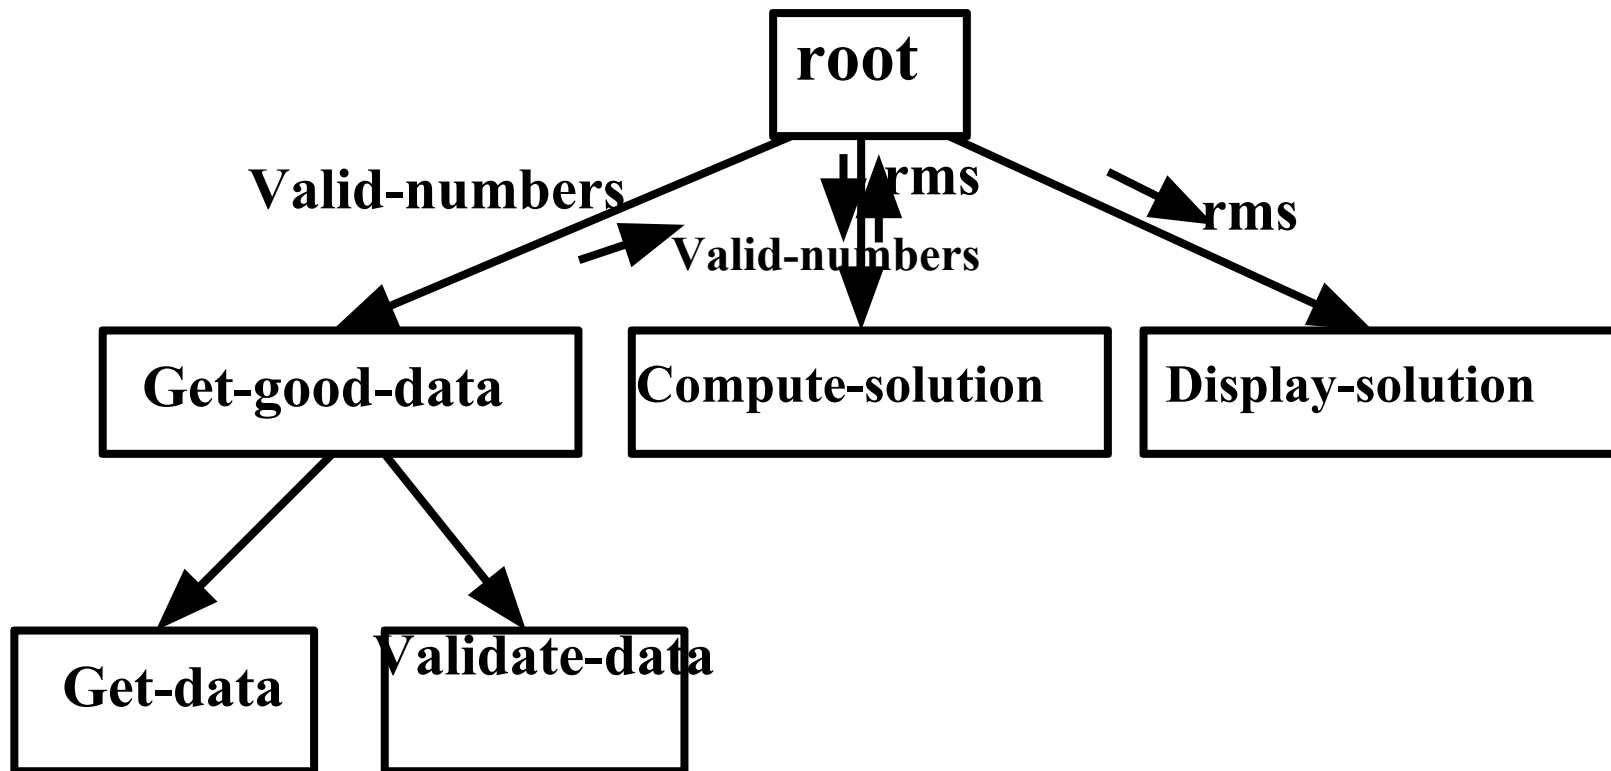 root
Valid-numbers
rms
rms
Valid-numbers
Get-good-data
Compute-solution
Display-solution
Get-data
Validate-data